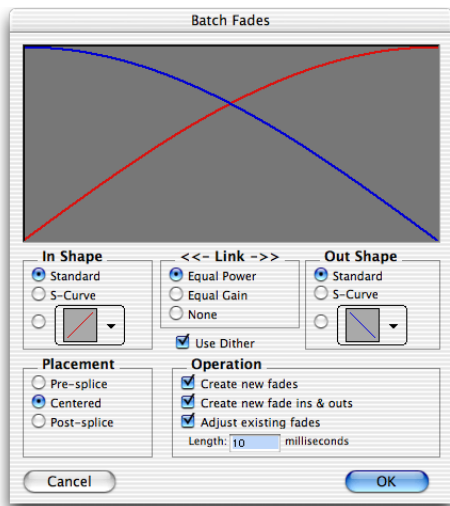 Batch Fades
In Shape
Standard
S-Curve
<<- Link ->>
Equal Power
Equal Gain
None
Use Dither
Out Shape
Standard
S-Curve
Placement
Pre-splice
Centered
Post-splice
Operation
Create new fades
Create new fade ins & outs
Adjust existing fades
Length: 10 milliseconds
Cancel
OK